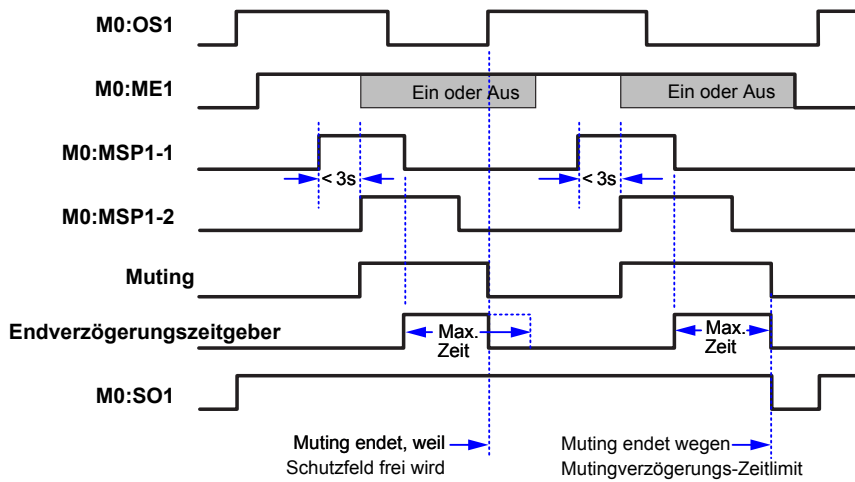 M0:OS1
M0:ME1
Ein oder Aus
Ein oder Aus
M0:MSP1-1
< 3s
< 3s
M0:MSP1-2
Muting
Endverzögerungszeitgeber
Max.
Zeit
Max.
Zeit
M0:SO1
Muting endet, weil
Schutzfeld frei wird
Muting endet wegen
Mutingverzögerungs-Zeitlimit